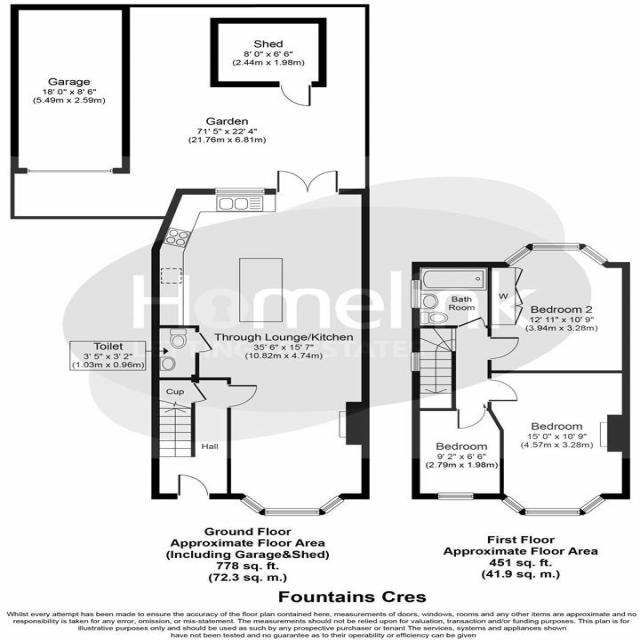 Shed
8' 0" x 6' 6"
(2.44m x 1.98m)
Garage
18' 0" x 8' 6"
(5.49m x 2.59m)
Garden
71' 5" x 22' 4"
(21.76m x 6.81m)
Homelink
Through Lounge/Kitchen
35' 6" x 15' 7"
(10.82m x 4.74m)
Toilet
3' 5" x 3' 2"
(1.03m x 0.96m)
Cup
Hall
Bath
Room
W
Bedroom 2
12' 11" x 10' 9"
(3.94m x 3.28m)
Bedroom
15' 0" x 10' 9"
(4.57m x 3.28m)
Bedroom
9' 2" x 6' 6"
(2.79m x 1.98m)
Ground Floor
Approximate Floor Area
(Including Garage&Shed)
778 sq. ft.
(72.3 sq. m.)
First Floor
Approximate Floor Area
451 sq. ft.
(41.9 sq. m.)
Fountains Cres
Whilst every attempt has been made to ensure the accuracy of the floor plan contained here, measurements of doors, windows, rooms and any other items are approximate and no
responsibility is taken for any error, omission, or mis-statement. The measurements should not be relied upon for valuation, transaction and/or funding purposes. This plan is for
illustrative purposes only and should be used as such by any prospective purchaser or tenant. The services, systems and appliances shown
have not been tested and no guarantee as to their operability or efficiency can be given